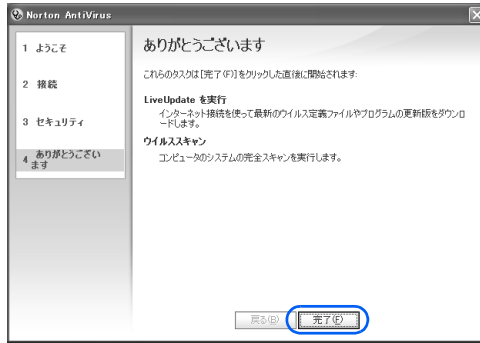 Norton AntiVirus
1 ようこそ
2 接続
3 セキュリティ
4 ありがとうござい
ます
ありがとうございます
これらのタスクは[完了(F)]をクリックした直後に開始されます:
LiveUpdate を実行
インターネット接続を使って最新のウイルス定義ファイルやプログラムの更新版をダウンロ
ードします。
ウイルススキャン
コンピュータのシステムの完全スキャンを実行します。
戻る(B)
完了(F)